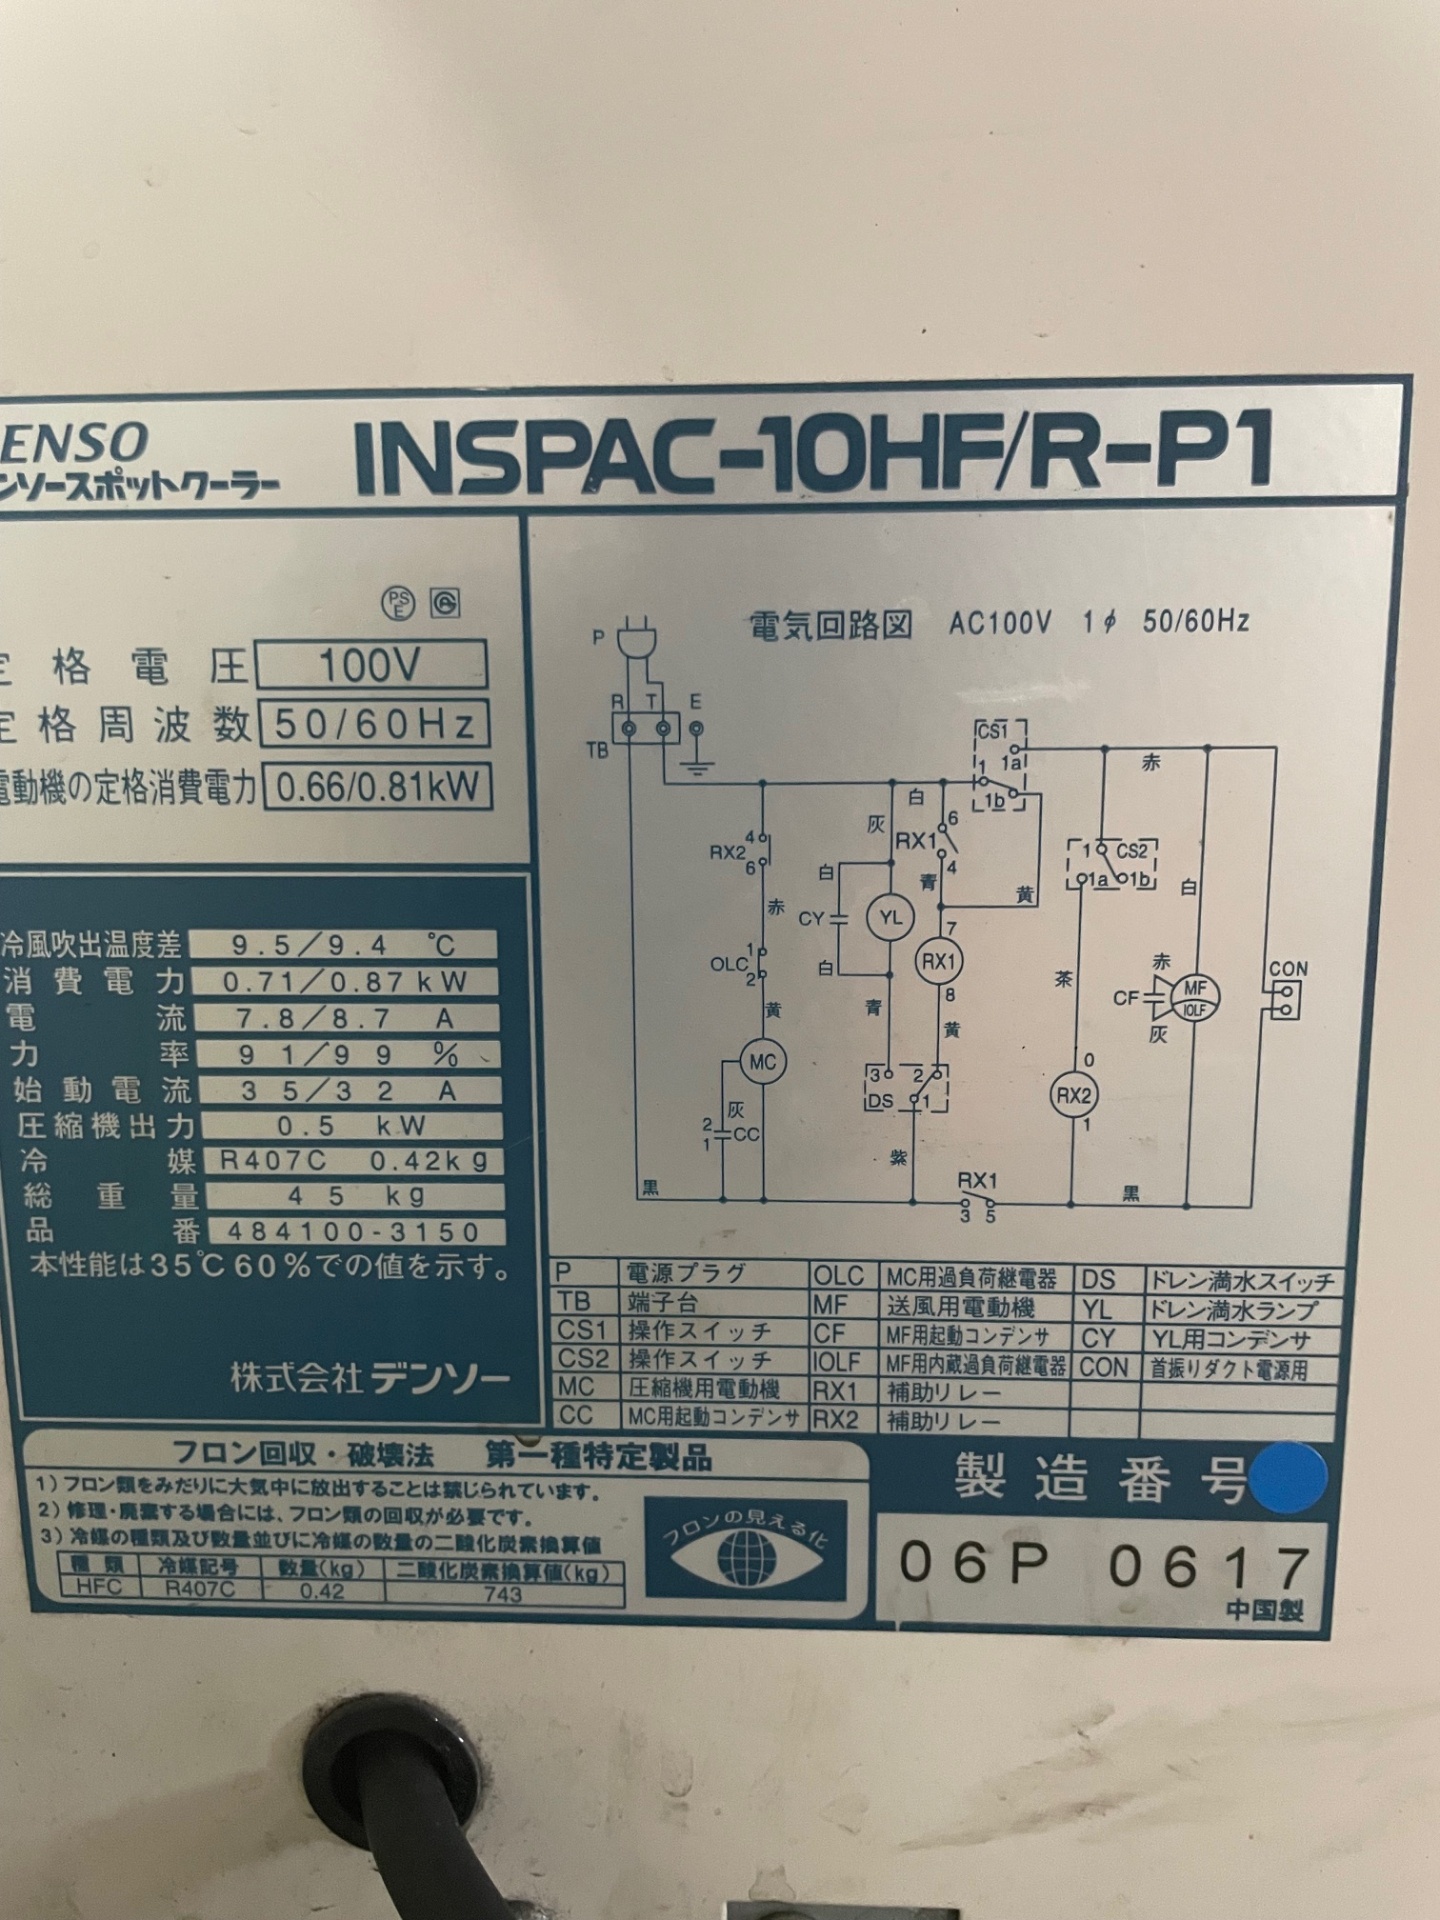 ENSO
ンソースポットクーラー
INSPAC-10HF/R-P1
PS
E
格電圧 100V
定格周波数 50/60Hz
電動機の定格消費電力 0.66/0.81kW
冷風吹出温度差 9.5/9.4 ℃
消費電力 0.71/0.87kW
電流 7.8/8.7 A
力率 91/99 %
始動電流 35/32 A
圧縮機出力 0.5 kW
冷媒 R407C 0.42kg
総重量 45 kg
品番 484100-3150
本性能は35℃60%での値を示す。
株式会社デンソー
電気回路図 AC100V 1φ 50/60Hz
P
R T E
TB
CS1
1 1a
1b
赤
白
灰
RX1
6
4
RX2
4
6
白
CY
YL
白
青
黄
1 CS2
1a 1b
白
赤
OLC
1
2
黄
7
RX1
8
黄
青
茶
赤
CF
灰
MF
IOLF
CON
MC
灰
2
1
CC
3 2
DS 1
紫
0
RX2
1
黒
RX1
3 5
黒
P 電源プラグ OLC MC用過負荷継電器 DS ドレン満水スイッチ
TB 端子台 MF 送風用電動機 YL ドレン満水ランプ
CS1 操作スイッチ CF MF用起動コンデンサ CY YL用コンデンサ
CS2 操作スイッチ IOLF MF用内蔵過負荷継電器 CON 首振りダクト電源用
MC 圧縮機用電動機 RX1 補助リレー
CC MC用起動コンデンサ RX2 補助リレー
フロン回収・破壊法 第一種特定製品
1）フロン類をみだりに大気中に放出することは禁じられています。
2）修理・廃棄する場合には、フロン類の回収が必要です。
3）冷媒の種類及び数量並びに冷媒の数量の二酸化炭素換算値
種類 冷媒記号 数量(kg) 二酸化炭素換算値(kg)
HFC R407C 0.42 743
フロンの見える化
製造番号
06P 0617
中国製